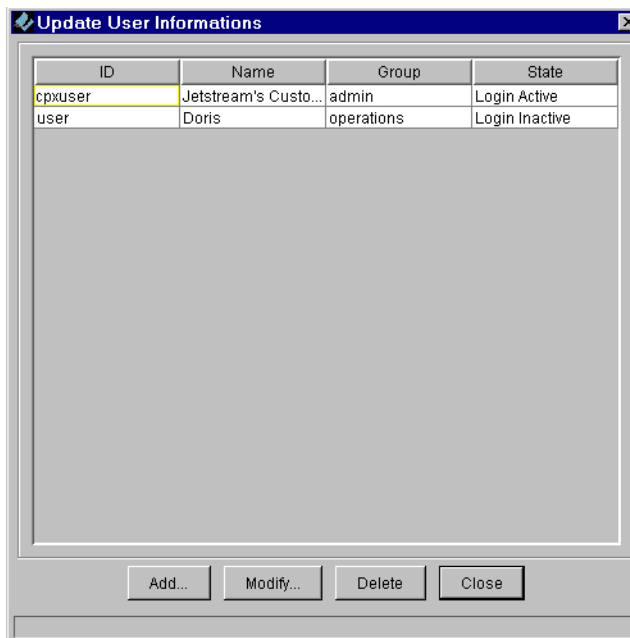 Update User Informations
ID Name Group State
cpxuser Jetstream's Custo... admin Login Active
user Doris operations Login Inactive
Add... Modify... Delete Close